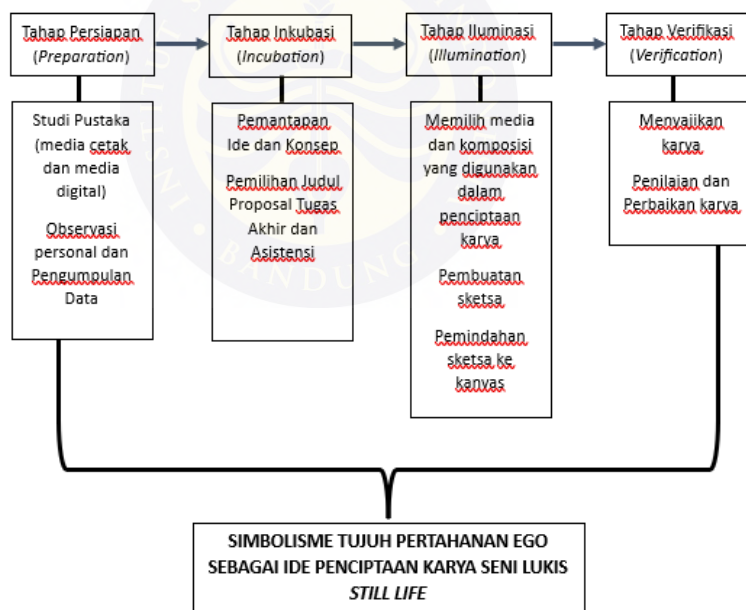 Tahap Persiapan
(Preparation)
Tahap Inkubasi
(Incubation)
Tahap Iluminasi
(Illumination)
Tahap Verifikasi
(Verification)
Studi Pustaka
(media cetak
dan media
digital)
Observasi
personal dan
Pengumpulan
Data
Pemantapan
Ide dan Konsep
Pemilihan Judul
Proposal Tugas
Akhir dan
Asistensi
Memilih media
dan komposisi
yang digunakan
dalam
penciptaan
karya
Pembuatan
sketsa
Pemindahan
sketsa ke
kanvas
Menyajikan
karya
Penilaian dan
Perbaikan karya
BANDUNG
SIMBOLISME TUJUH PERTAHANAN EGO
SEBAGAI IDE PENCIPTAAN KARYA SENI LUKIS
STILL LIFE